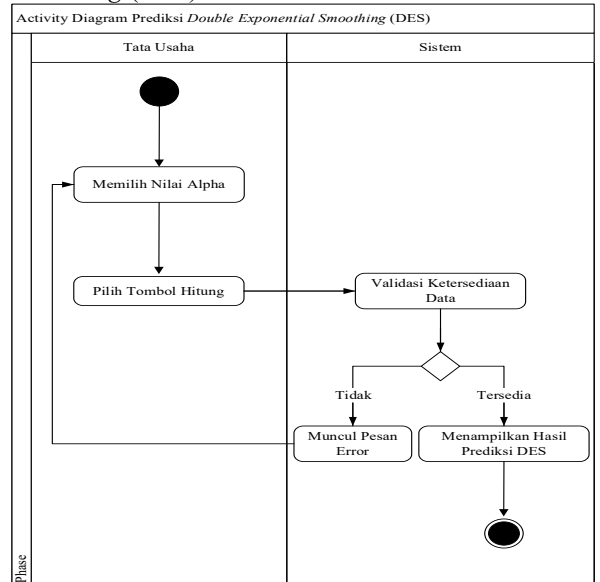 Activity Diagram Prediksi Double Exponential Smoothing (DES)
Tata Usaha
Sistem
Memilih Nilai Alpha
Pilih Tombol Hitung
Validasi Ketersediaan
Data
Tidak
Tersedia
Muncul Pesan
Error
Menampilkan Hasil
Prediksi DES
Phase